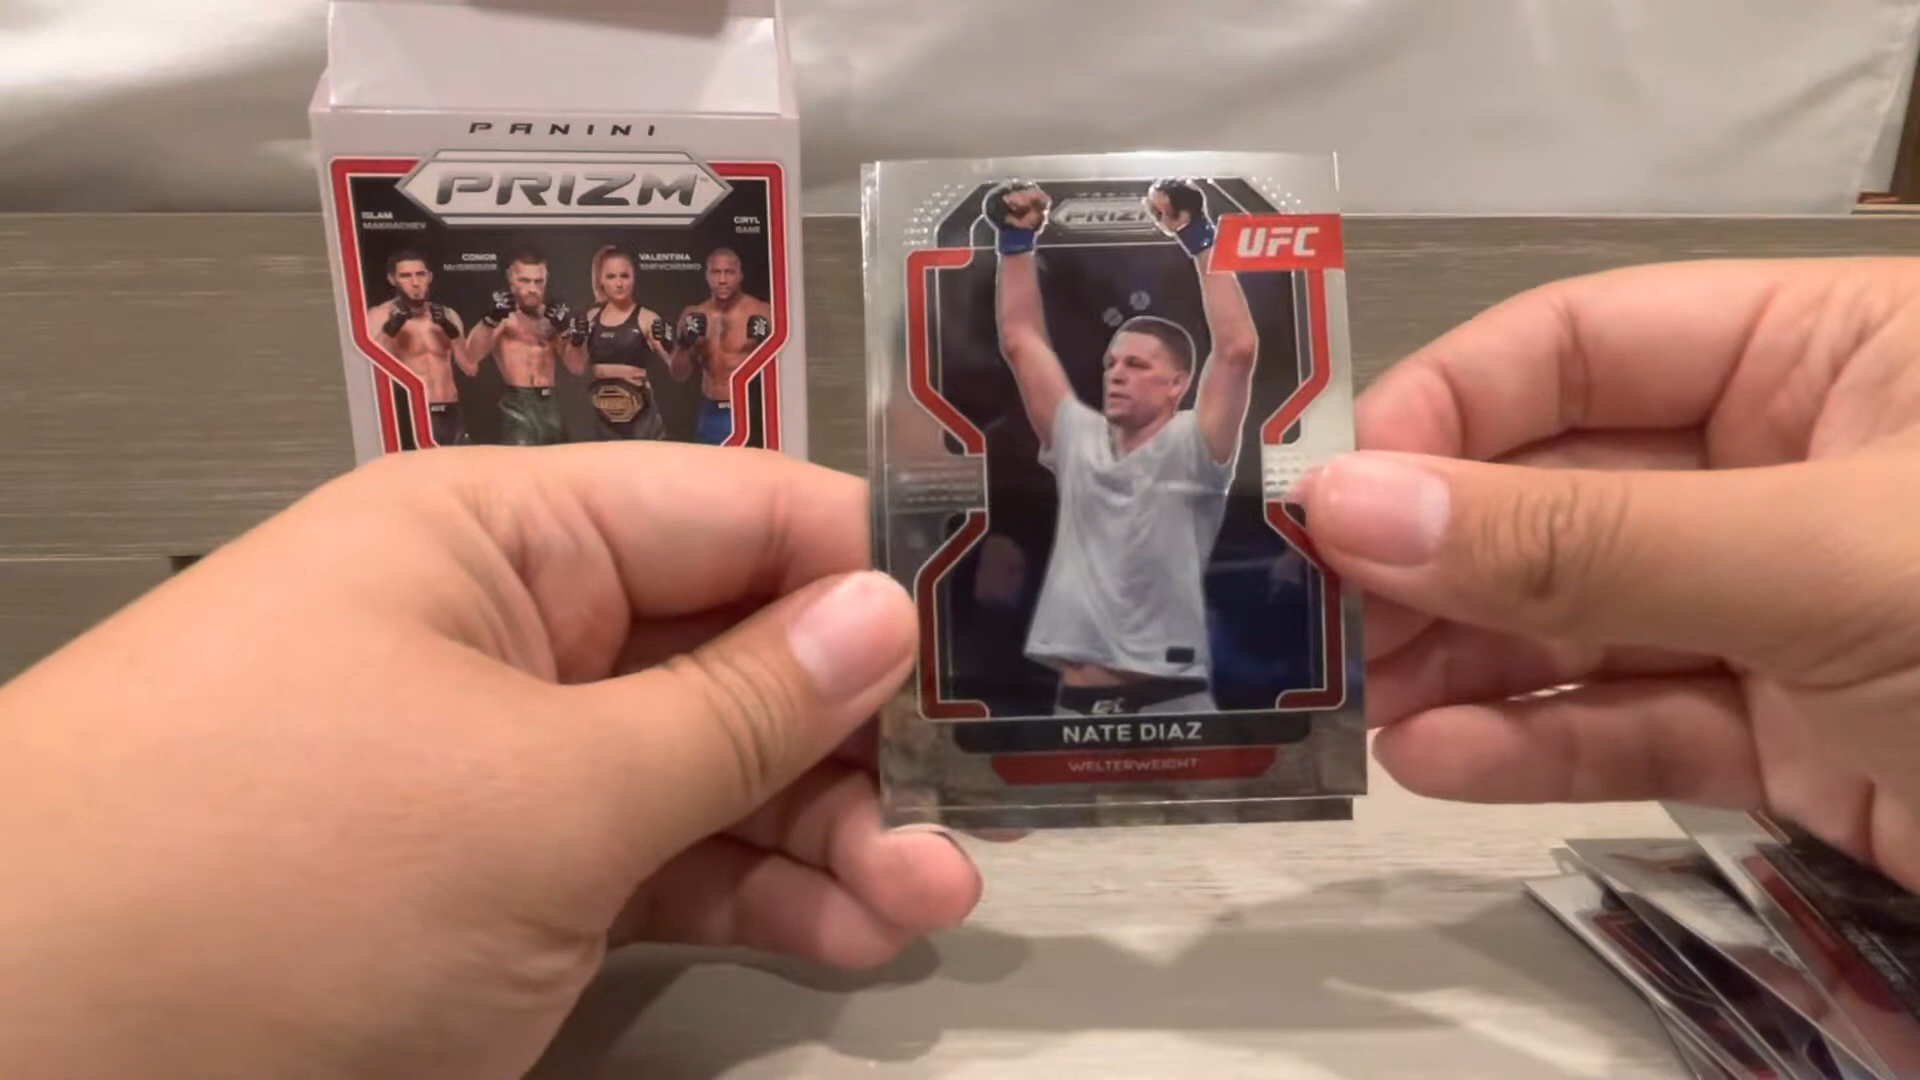 PANINI
PRIZM
ISLAM
MAKHACHEV
CIRYL
GANE
CONOR
McGREGOR
VALENTINA
SHEVCHENKO
UFC
NATE DIAZ
WELTERWEIGHT